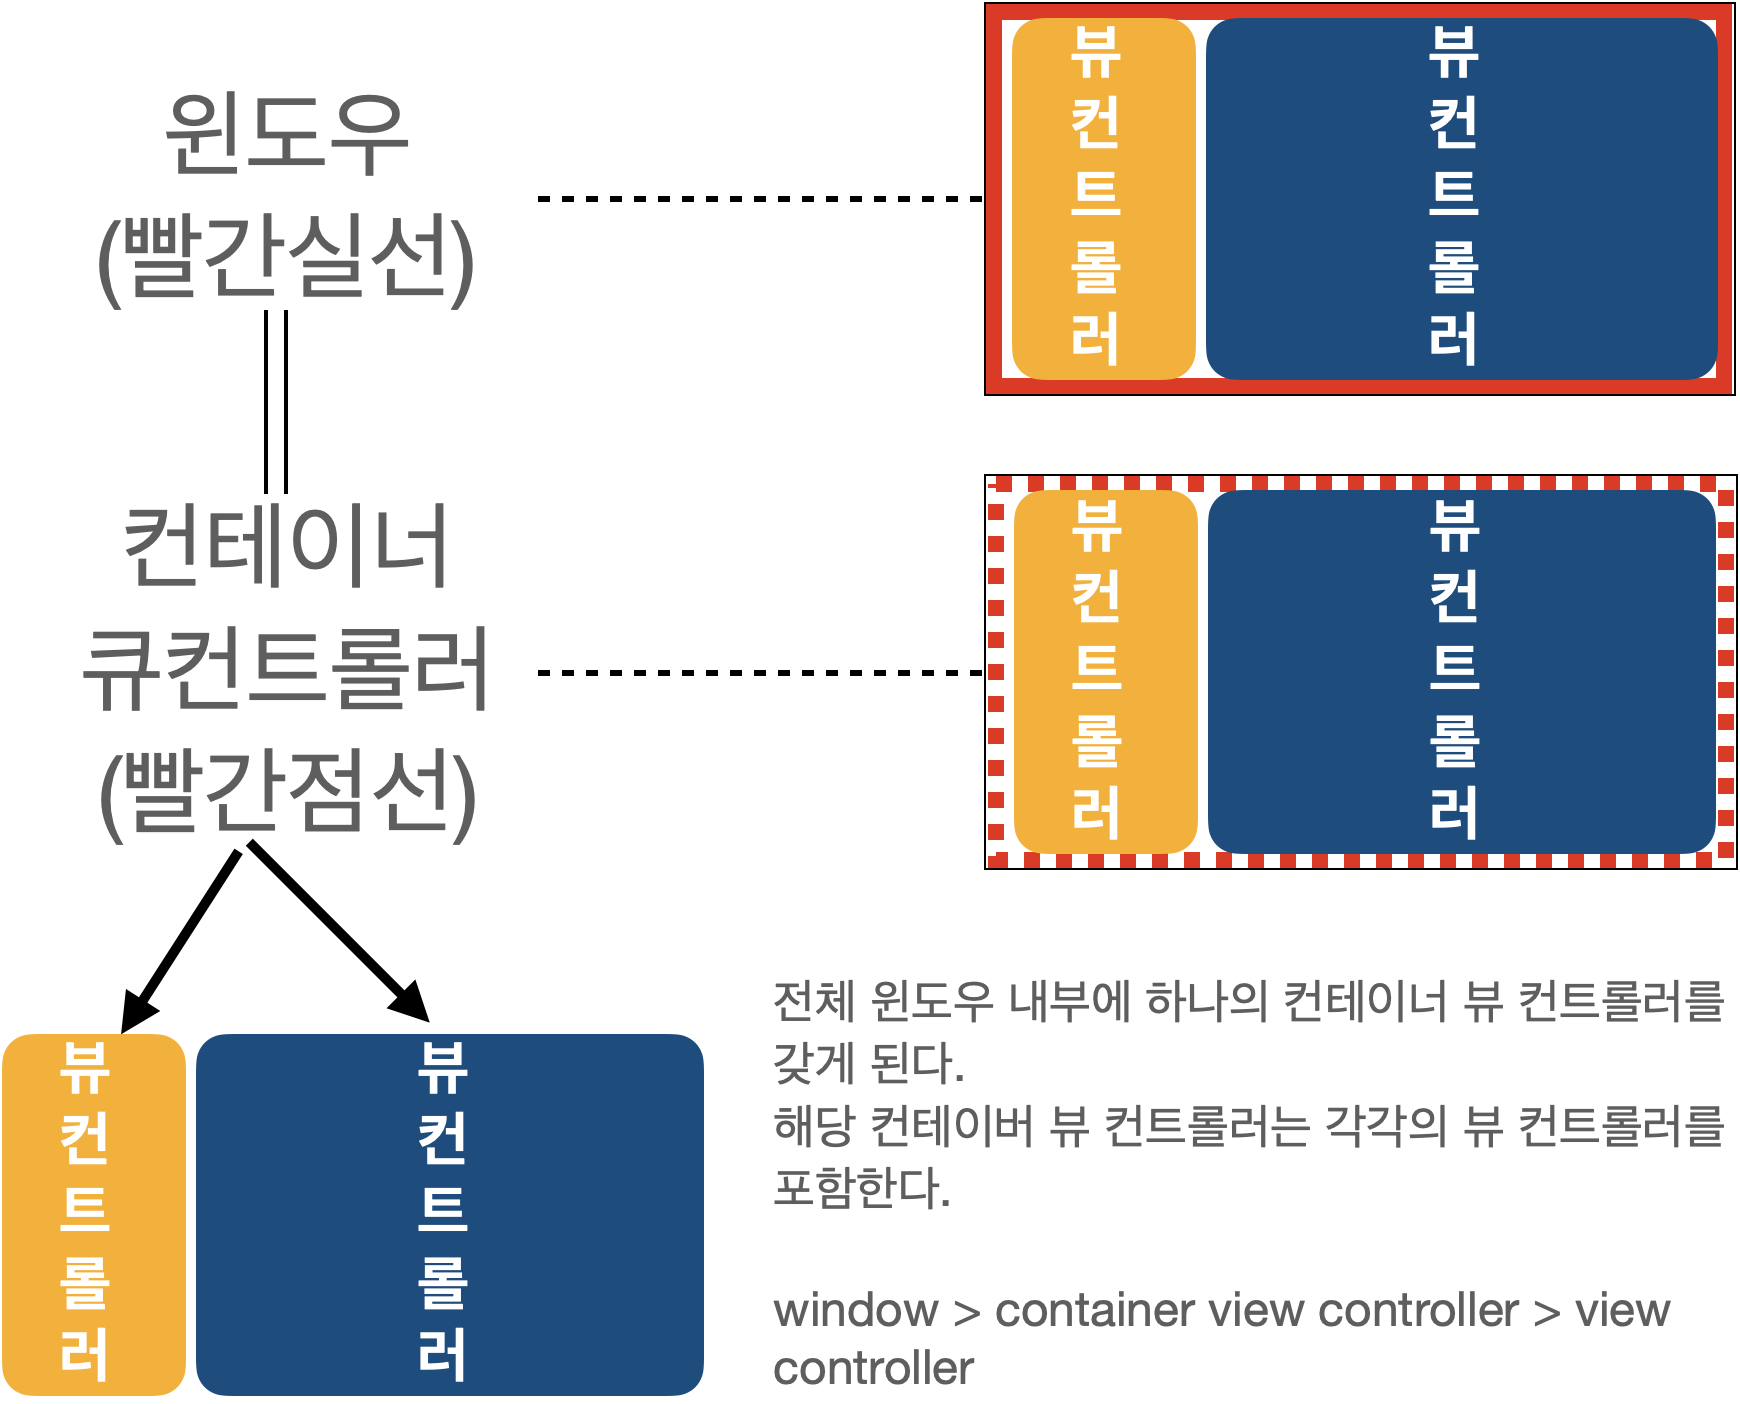 윈도우
(빨간실선)
뷰
컨
트
롤
러
뷰
컨
트
롤
러
컨테이너
큐컨트롤러
(빨간점선)
뷰
컨
트
롤
러
뷰
컨
트
롤
러
뷰
컨
트
롤
러
뷰
컨
트
롤
러
전체 윈도우 내부에 하나의 컨테이너 뷰 컨트롤러를
갖게 된다.
해당 컨테이버 뷰 컨트롤러는 각각의 뷰 컨트롤러를
포함한다.
window > container view controller > view
controller